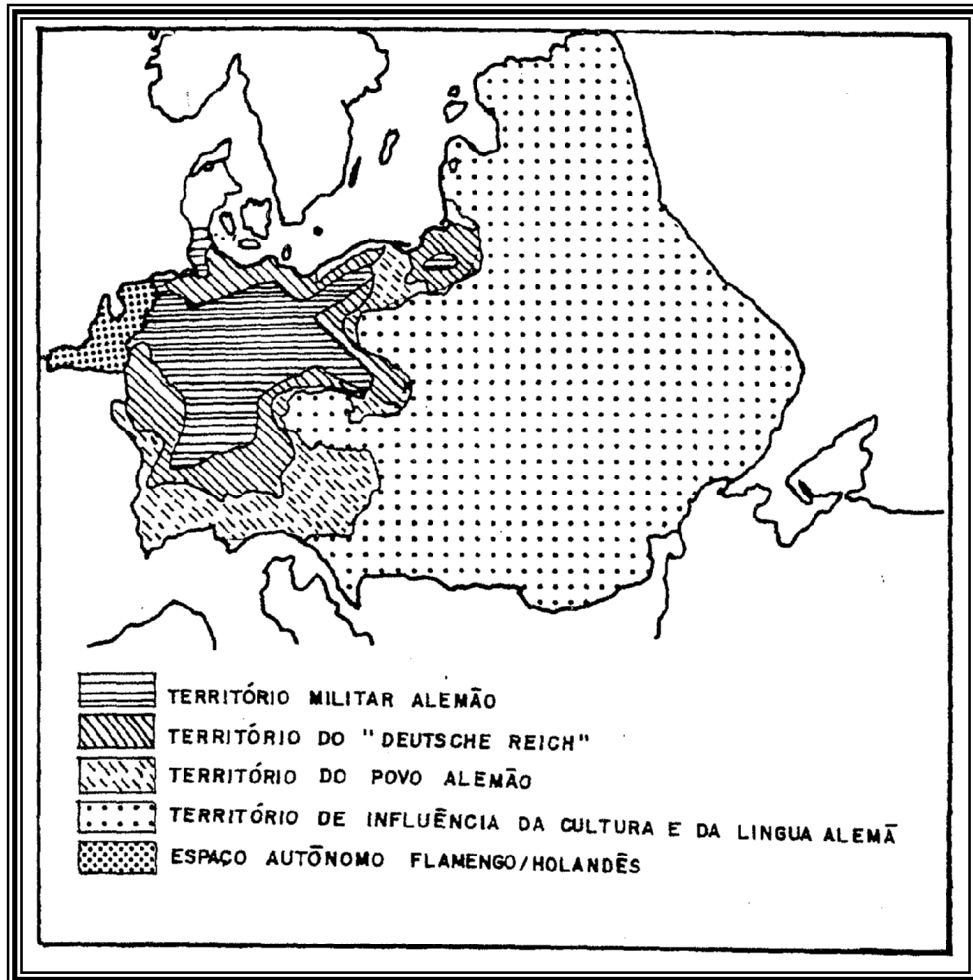 TERRITÓRIO MILITAR ALEMÃO
TERRITÓRIO DO "DEUTSCHE REICH"
TERRITÓRIO DO POVO ALEMÃO
TERRITÓRIO DE INFLUÊNCIA DA CULTURA E DA LINGUA ALEMÃ
ESPAÇO AUTÔNOMO FLAMENGO/HOLANDÊS